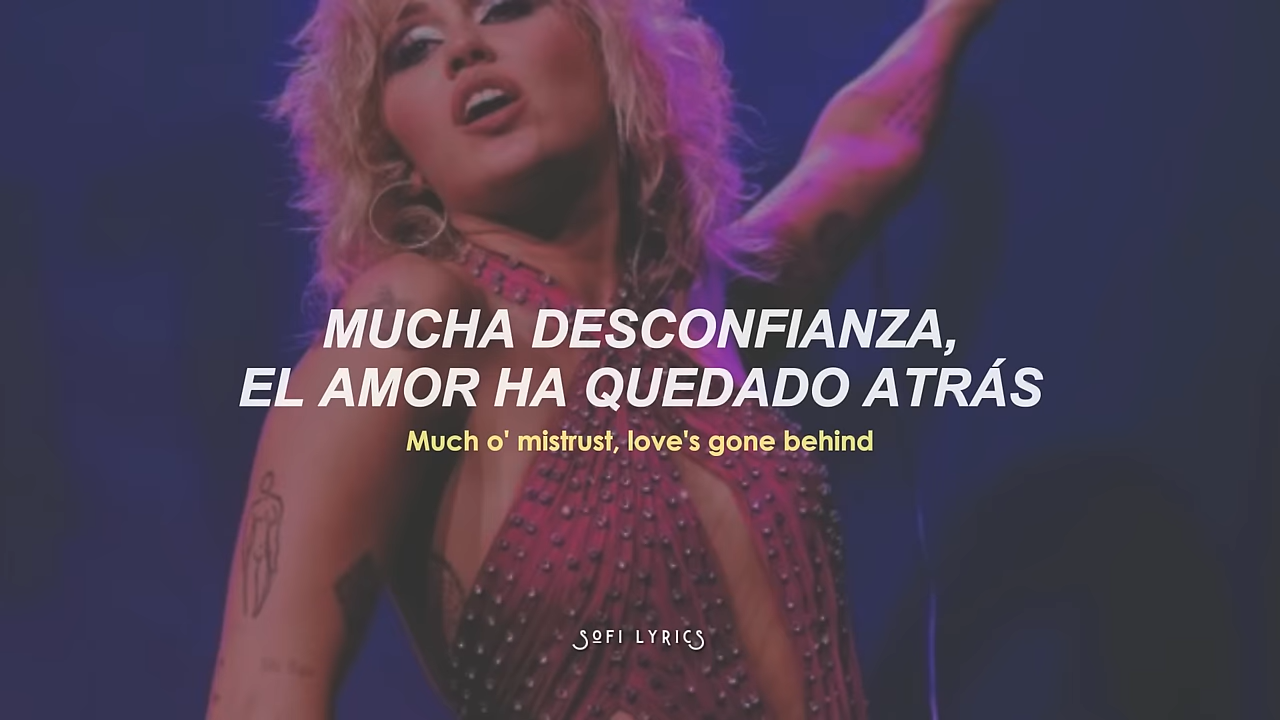 MUCHA DESCONFIANZA,
EL AMOR HA QUEDADO ATRÁS
Much o' mistrust, love's gone behind
SOFI LYRICS